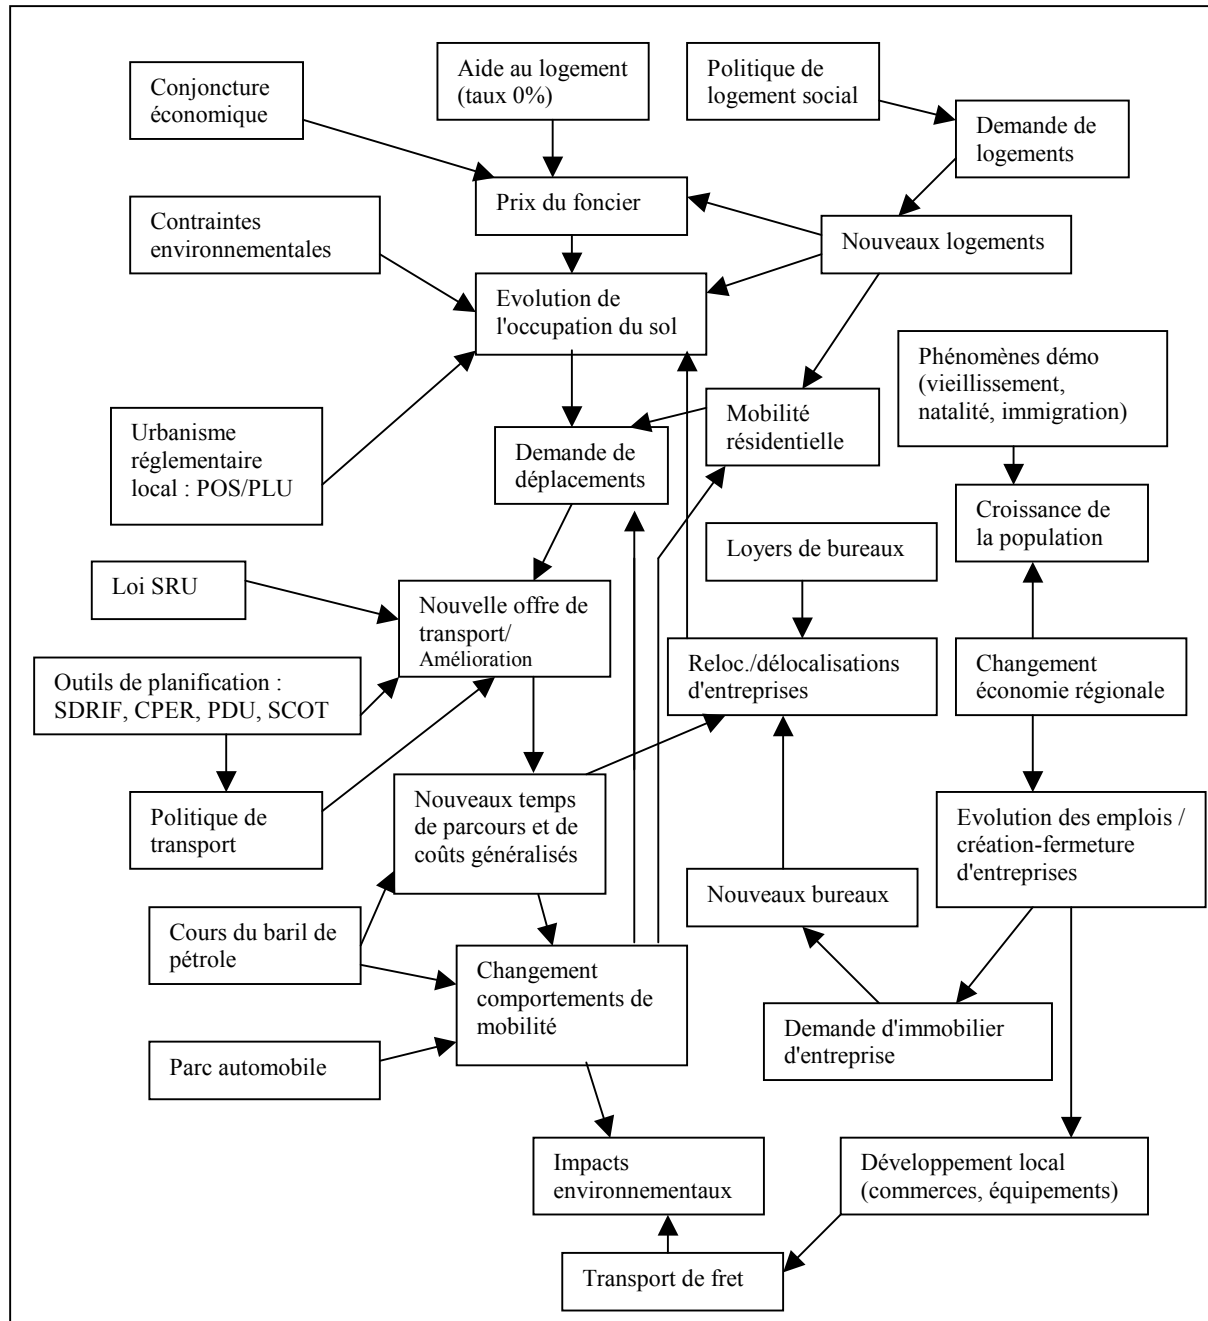 Aide au logement
(taux 0%)
Politique de
logement social
Conjoncture
économique
Demande de
logements
Prix du foncier
Contraintes
environnementales
Nouveaux logements
Evolution de
l'occupation du sol
Phénomènes démo
(vieillissement,
natalité, immigration)
Mobilité
résidentielle
Urbanisme
réglementaire
local : POS/PLU
Demande de
déplacements
Croissance de
la population
Loyers de bureaux
Loi SRU
Nouvelle offre de
transport/
Amélioration
Reloc./délocalisations
d'entreprises
Changement
économie régionale
Outils de planification :
SDRIF, CPER, PDU, SCOT
Nouveaux temps
de parcours et de
coûts généralisés
Politique de
transport
Evolution des emplois /
création-fermeture
d'entreprises
Nouveaux bureaux
Cours du baril de
pétrole
Changement
comportements de
mobilité
Demande d'immobilier
d'entreprise
Parc automobile
Impacts
environnementaux
Développement local
(commerces, équipements)
Transport de fret